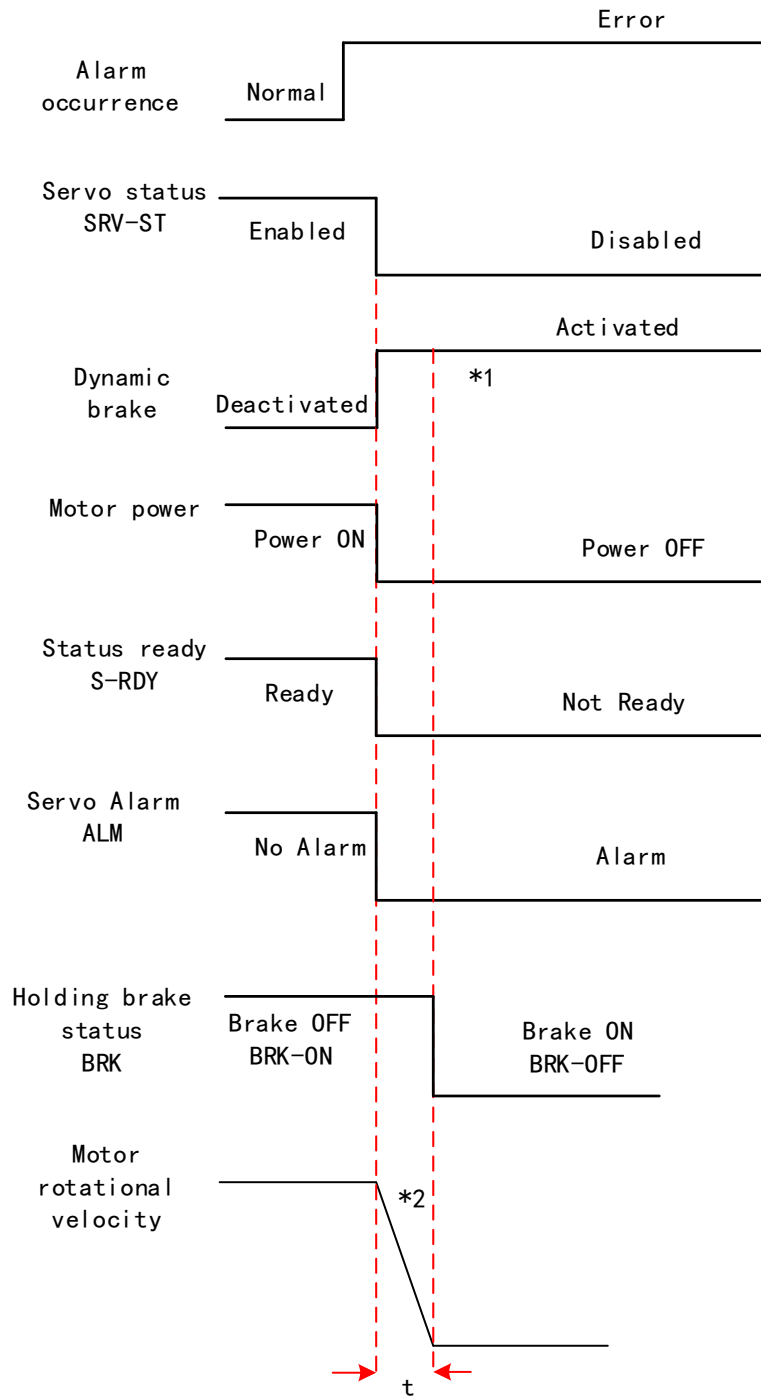 Error
Alarm
occurrence
Normal
Servo status
SRV-ST
Enabled
Disabled
Activated
Dynamic
brake
Deactivated
*1
Motor power
Power ON
Power OFF
Status ready
S-RDY
Ready
Not Ready
Servo Alarm
ALM
No Alarm
Alarm
Holding brake
status
BRK
Brake OFF
BRK-ON
Brake ON
BRK-OFF
Motor
rotational
velocity
*2
t